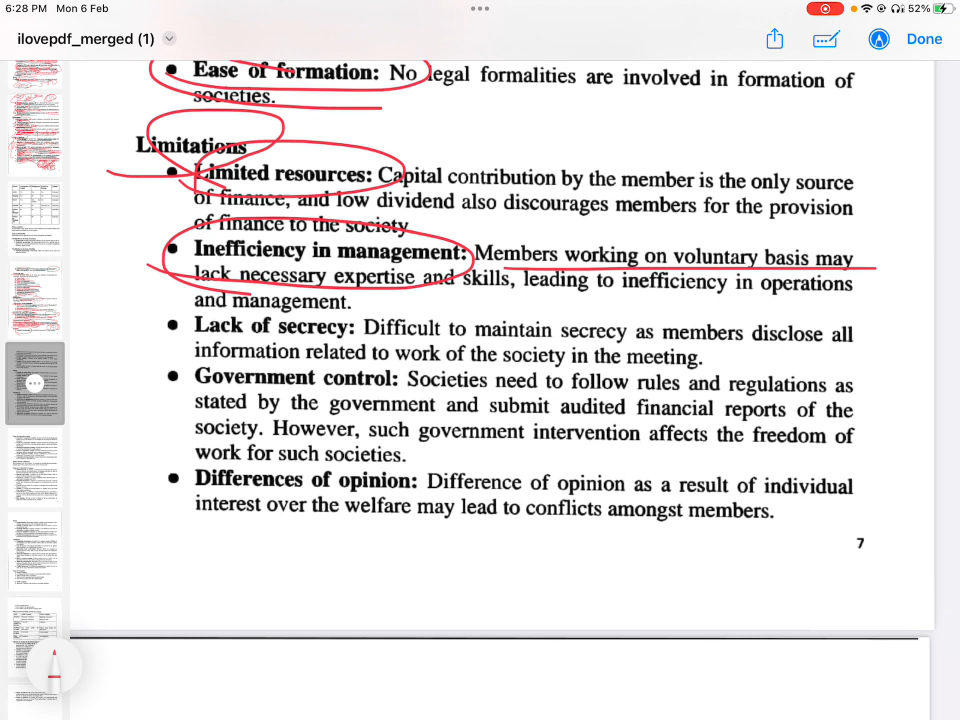 6:28 PM Mon 6 Feb
52%
ilovepdf_merged (1)
Done
Ease of formation: No legal formalities are involved in formation of
societies.
Limitations
Limited resources: Capital contribution by the member is the only source
of finance, and low dividend also discourages members for the provision
of finance to the society
Inefficiency in management: Members working on voluntary basis may
lack necessary expertise and skills, leading to inefficiency in operations
and management.
Lack of secrecy: Difficult to maintain secrecy as members disclose all
information related to work of the society in the meeting.
Government control: Societies need to follow rules and regulations as
stated by the government and submit audited financial reports of the
society. However, such government intervention affects the freedom of
work for such societies.
Differences of opinion: Difference of opinion as a result of individual
interest over the welfare may lead to conflicts amongst members.
7